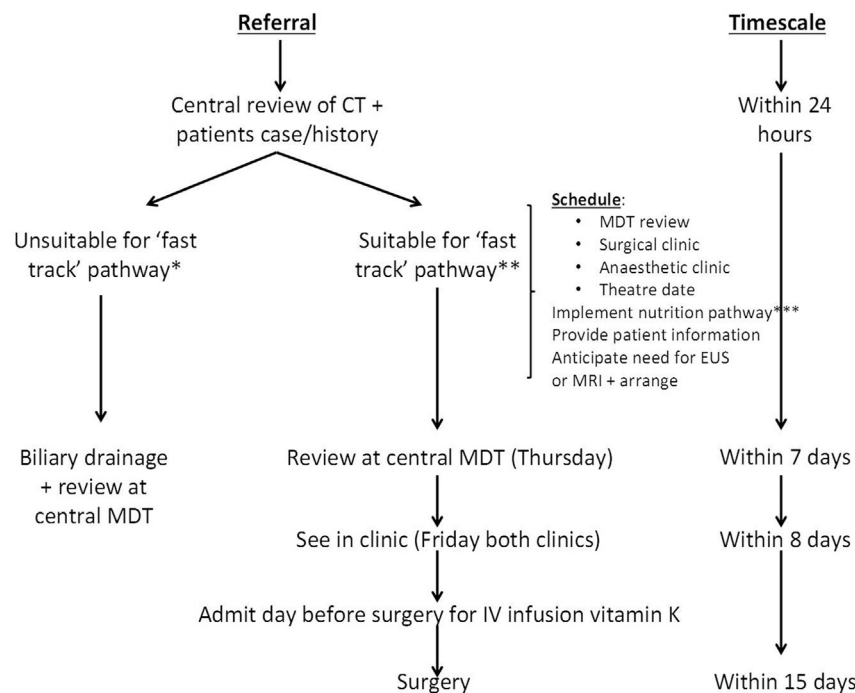 Referral
Timescale
Central review of CT +
patients case/history
Within 24
hours
Unsuitable for ‘fast
track’ pathway*
Suitable for ‘fast
track’ pathway**
Schedule:
• MDT review
• Surgical clinic
• Anaesthetic clinic
• Theatre date
Implement nutrition pathway***
Provide patient information
Anticipate need for EUS
or MRI + arrange
Biliary drainage
+ review at
central MDT
Review at central MDT (Thursday)
Within 7 days
See in clinic (Friday both clinics)
Within 8 days
Admit day before surgery for IV infusion vitamin K
Surgery
Within 15 days